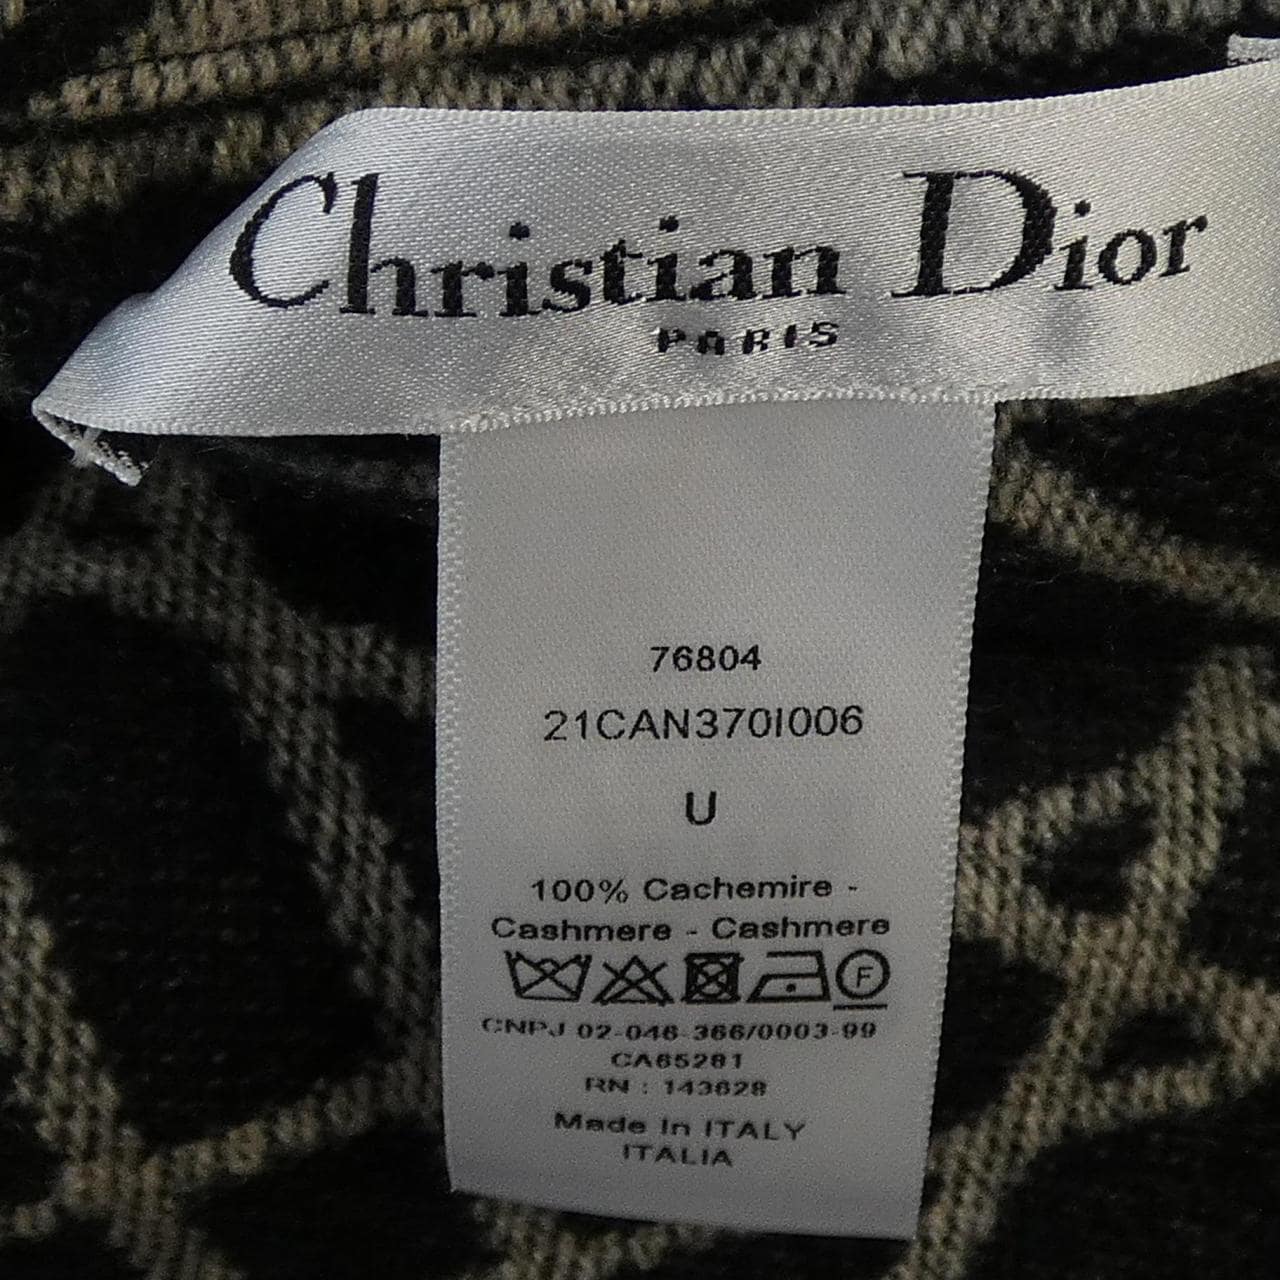 Christian Dior
PARIS
76804
21CAN370I006
U
100% Cachemire -
Cashmere - Cashmere
F
CNPJ 02-046-366/0003-99
CA65281
RN : 143628
Made In ITALY
ITALIA